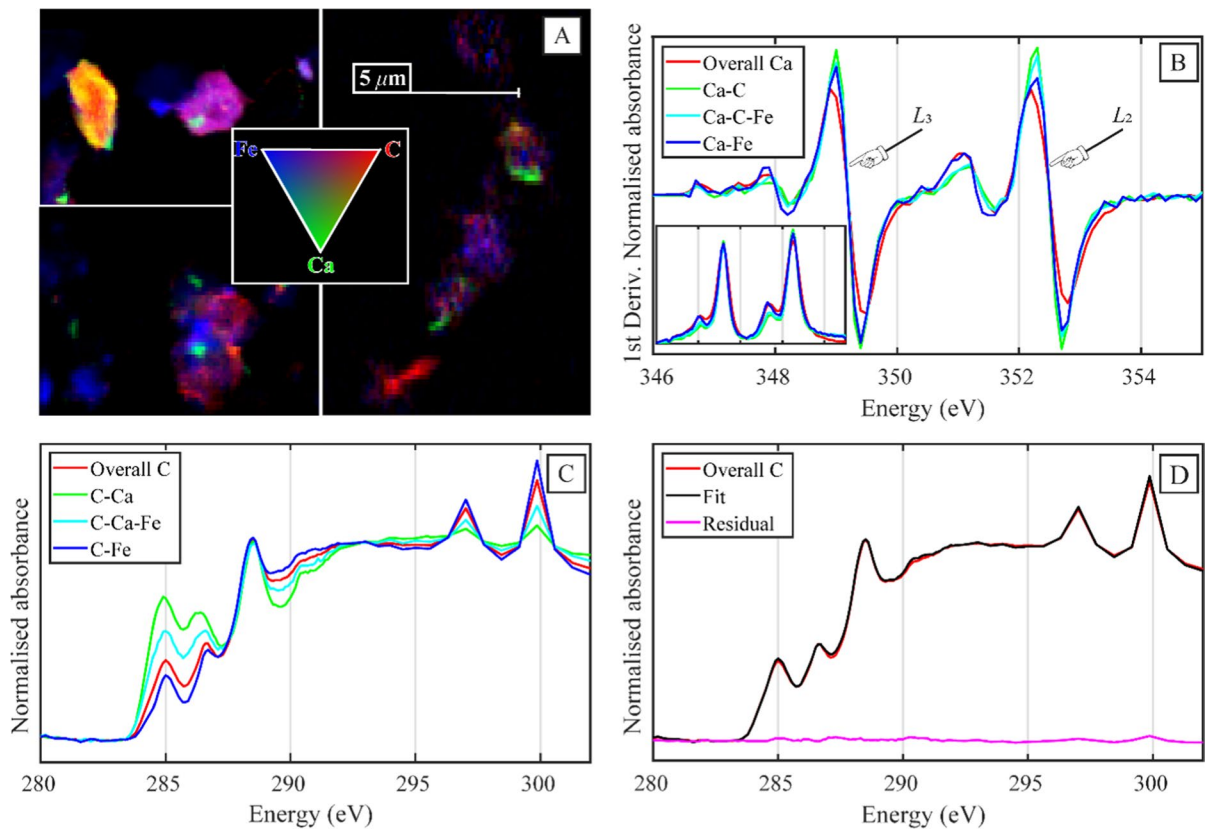 A
5 μm
Fe
C
Ca
B
Overall Ca
Ca-C
Ca-C-Fe
Ca-Fe
L₃
L₂
1st Deriv. Normalised absorbance
346 348 350 352 354
Energy (eV)
C
Overall C
C-Ca
C-Ca-Fe
C-Fe
Normalised absorbance
280 285 290 295 300
Energy (eV)
D
Overall C
Fit
Residual
Normalised absorbance
280 285 290 295 300
Energy (eV)